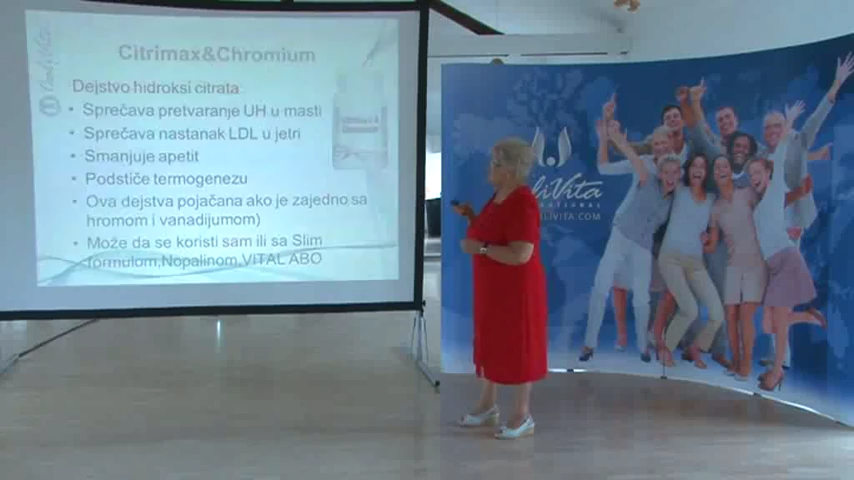 CaliVita
Citrimax&Chromium
Dejstvo hidroksi citrata:
• Sprečava pretvaranje UH u masti
• Sprečava nastanak LDL u jetri
• Smanjuje apetit
• Podstiče termogenezu
• Ova dejstva pojačana ako je zajedno sa
hromom i vanadijumom)
• Može da se koristi sam ili sa Slim
formulom,Nopalinom,VITAL ABO